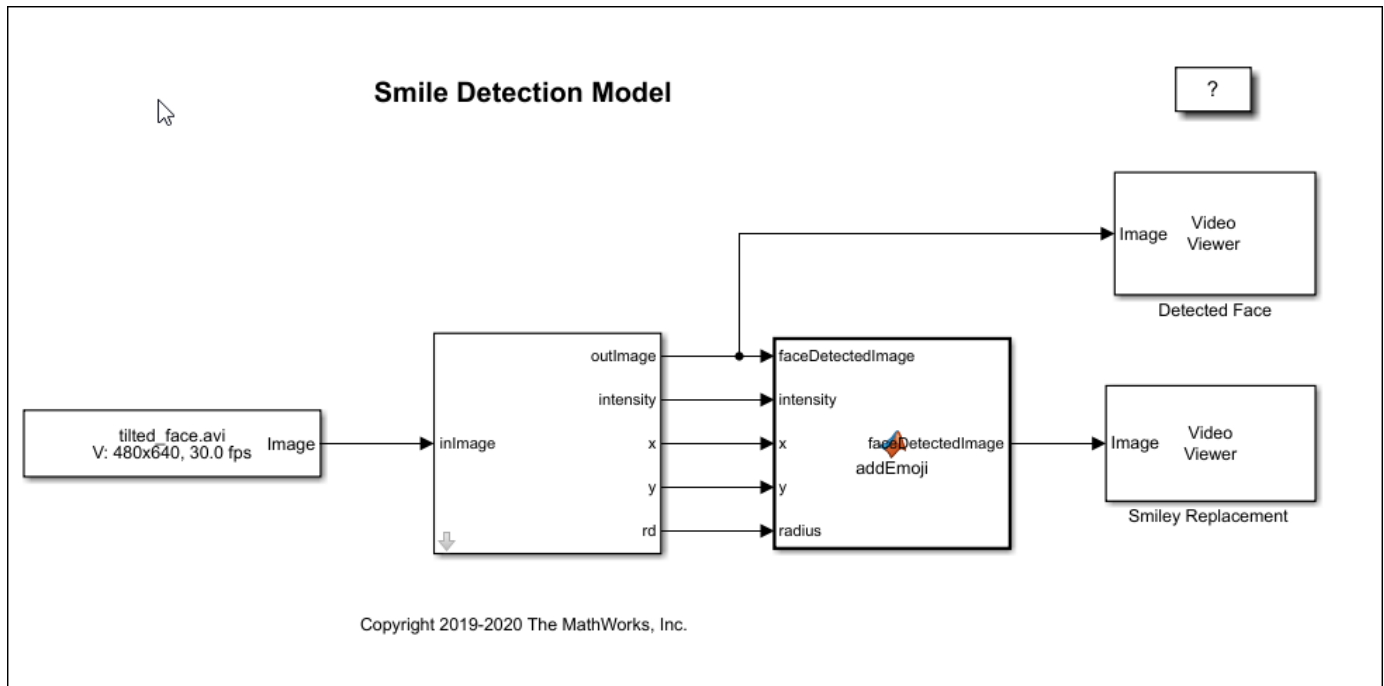 Smile Detection Model
?
Image
Video
Viewer
Detected Face
outImage
intensity
x
y
rd
inImage
tilted_face.avi
V: 480x640, 30.0 fps
Image
faceDetectedImage
intensity
x
y
radius
faceDetectedImage
addEmoji
Image
Video
Viewer
Smiley Replacement
Copyright 2019-2020 The MathWorks, Inc.